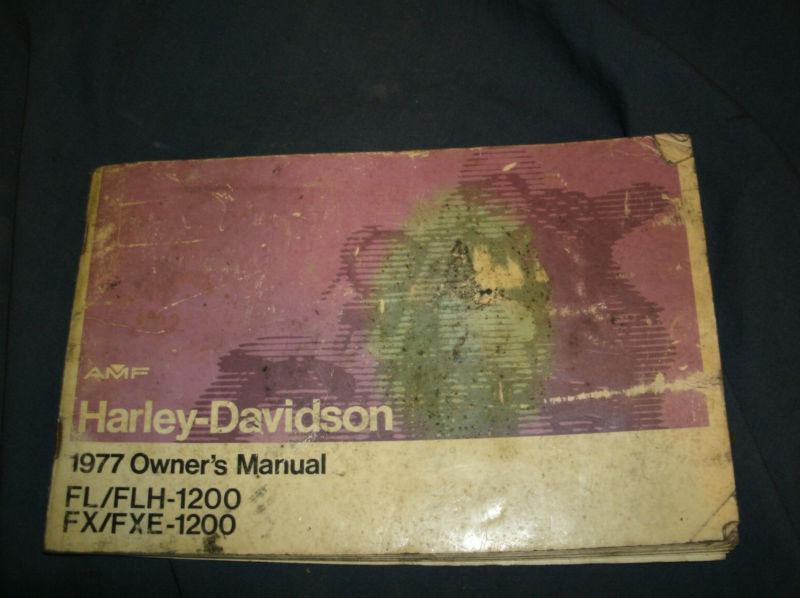 AMF
Harley-Davidson
1977 Owner's Manual
FL/FLH-1200
FX/FXE-1200